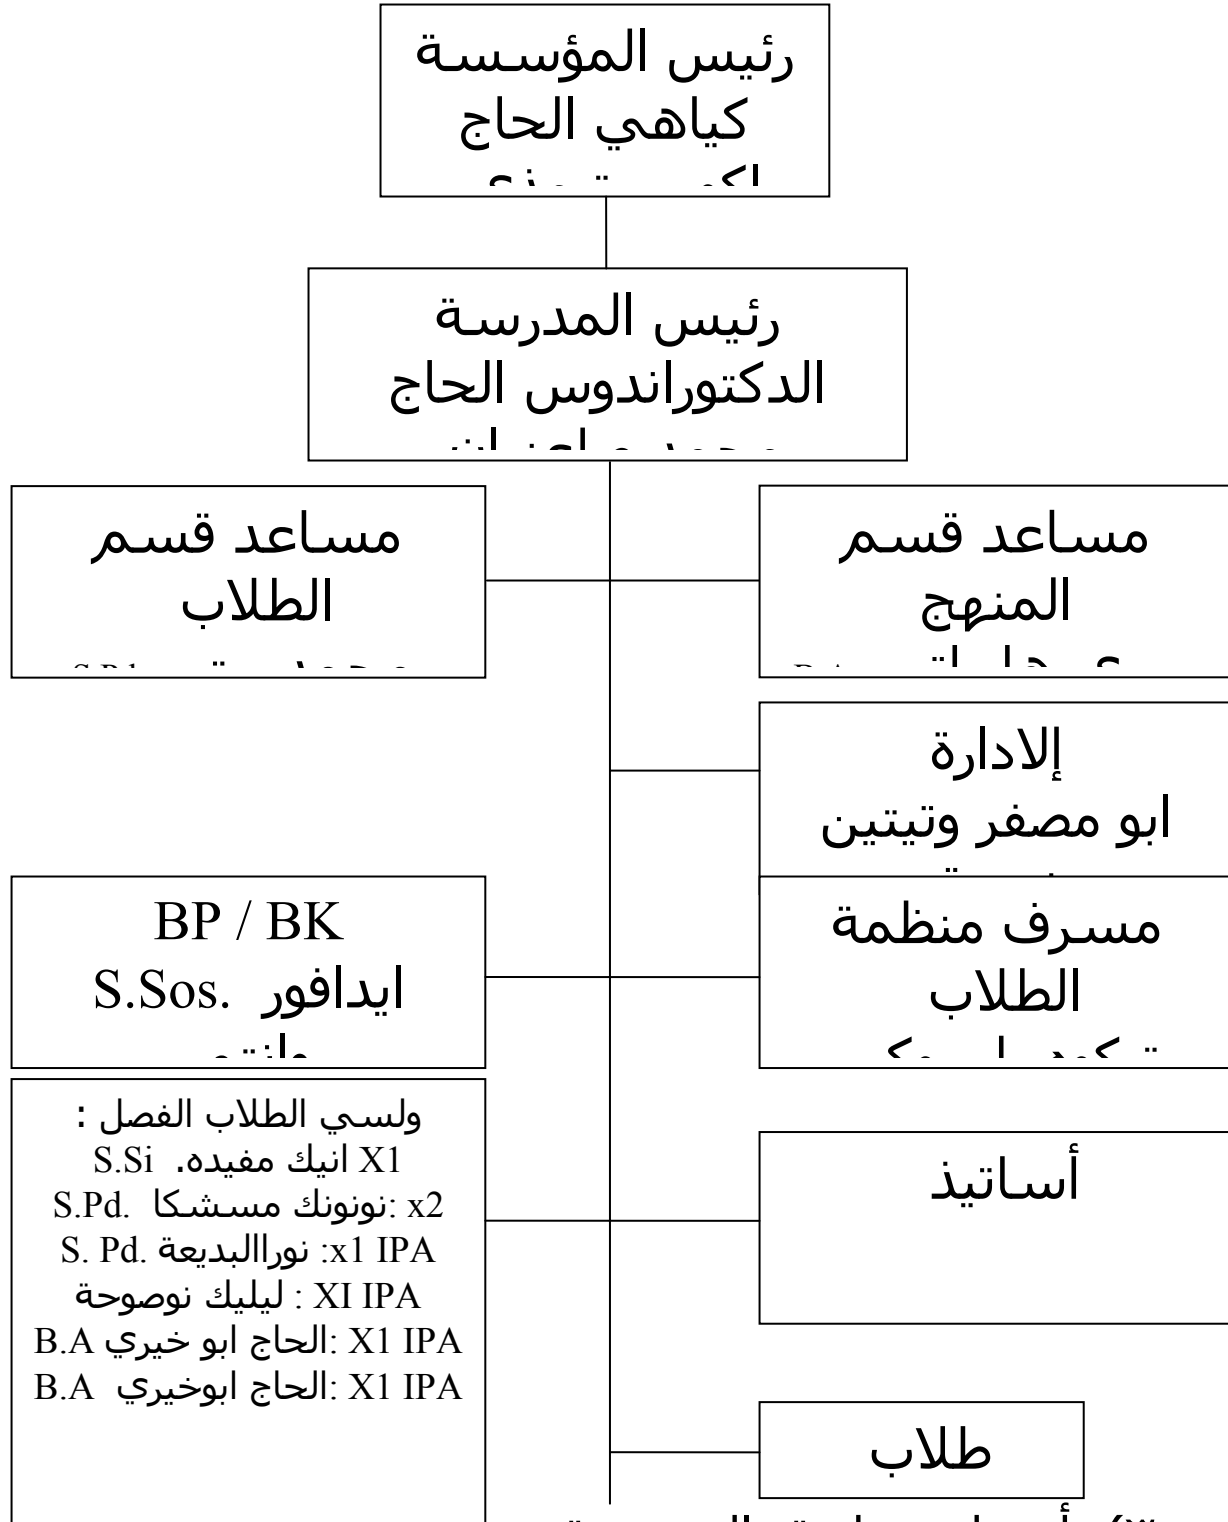 رئيس المؤسسة
كياهي الحاج
رئيس المدرسة
الدكتوراندوس الحاج
مساعد قسم
المنهج
مساعد قسم
الطلاب
إلادارة
ابو مصفر وتيتين
مسرف منظمة
الطلاب
BP / BK
ايدافور S.Sos.
ولسي الطلاب الفصل :
X1 انيك مفيده. S.Si
x2 :نونونك مسشكا S.Pd.
x1 IPA: نوراالبديعة S. Pd.
XI IPA : ليليك نوصوحة
X1 IPA :الحاج ابو خيري B.A
X1 IPA :الحاج ابوخيري B.A
أساتيذ
طلاب